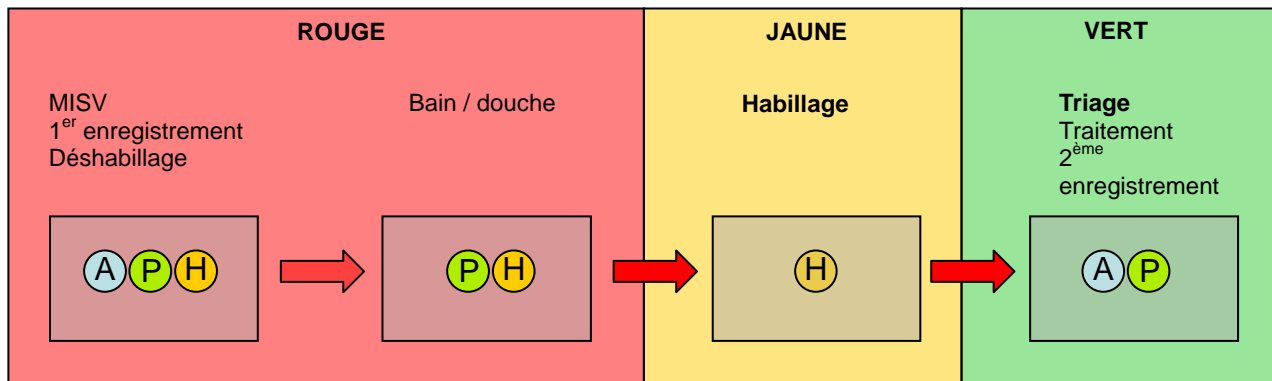 ROUGE
JAUNE
VERT
MISV
1er enregistrement
Déshabillage
Bain / douche
Habillage
Triage
Traitement
2ème
enregistrement
A P H
P H
H
A P